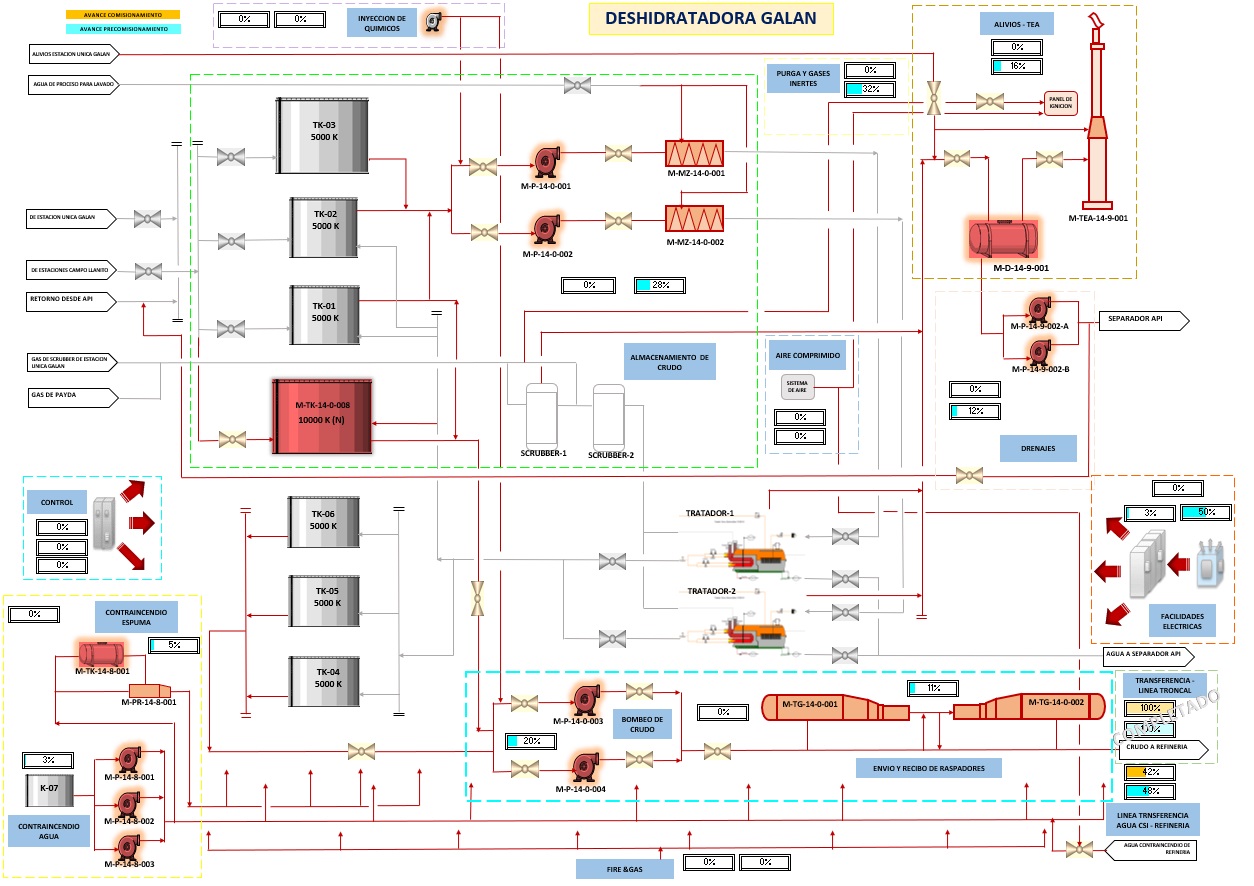 AVANCE COMISIONAMIENTO
AVANCE PRECOMISIONAMIENTO
0%
0%
INYECCION DE
QUIMICOS
DESHIDRATADORA GALAN
ALIVIOS - TEA
0%
16%
ALIVIOS ESTACION UNICA GALAN
AGUA DE PROCESO PARA LAVADO
PURGA Y GASES
INERTES
0%
32%
PANEL DE
IGNICION
TK-03
5000 K
M-P-14-0-001
M-MZ-14-0-001
TK-02
5000 K
M-P-14-0-002
M-MZ-14-0-002
M-TEA-14-9-001
M-D-14-9-001
DE ESTACION UNICA GALAN
DE ESTACIONES CAMPO LLANITO
RETORNO DESDE API
0%
28%
TK-01
5000 K
M-P-14-9-002-A
M-P-14-9-002-B
SEPARADOR API
GAS DE SCRUBBER DE ESTACION
UNICA GALAN
GAS DE PAYDA
ALMACENAMIENTO DE
CRUDO
AIRE COMPRIMIDO
SISTEMA
DE AIRE
0%
0%
0%
12%
DRENAJES
M-TK-14-0-008
10000 K (N)
SCRUBBER-1
SCRUBBER-2
CONTROL
0%
0%
0%
TK-06
5000 K
TRATADOR-1
0%
3%
50%
TK-05
5000 K
TRATADOR-2
FACILIDADES
ELECTRICAS
0%
CONTRAINCENDIO
ESPUMA
5%
M-TK-14-8-001
M-PR-14-8-001
TK-04
5000 K
AGUA A SEPARADOR API
M-P-14-0-003
BOMBEO DE
CRUDO
0%
20%
M-P-14-0-004
11%
M-TG-14-0-001
M-TG-14-0-002
ENVIO Y RECIBO DE RASPADORES
TRANSFERENCIA -
LINEA TRONCAL
100%
COMPLETADO
CRUDO A REFINERIA
42%
48%
LINEA TRNSFERENCIA
AGUA CSI - REFINERIA
AGUA CONTRAINCENDIO DE
REFINERIA
3%
K-07
M-P-14-8-001
M-P-14-8-002
M-P-14-8-003
CONTRAINCENDIO
AGUA
FIRE &GAS
0%
0%